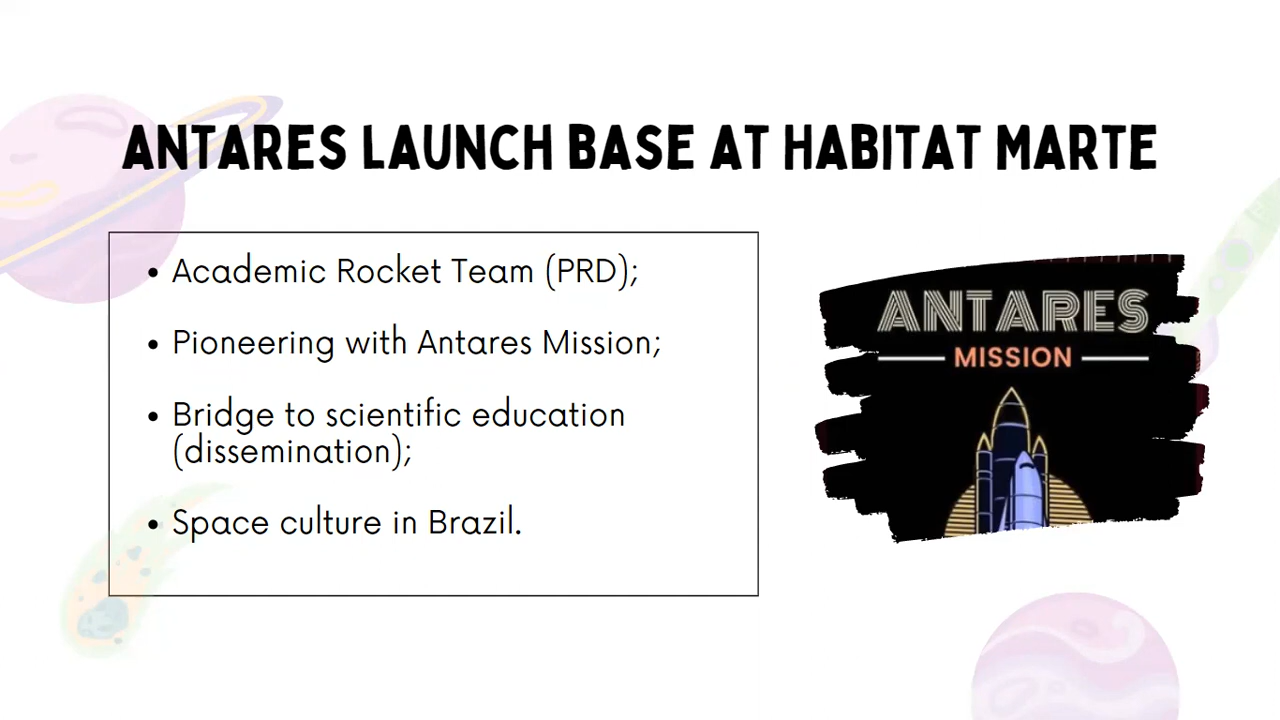 ANTARES LAUNCH BASE AT HABITAT MARTE
• Academic Rocket Team (PRD);
• Pioneering with Antares Mission;
• Bridge to scientific education
(dissemination);
• Space culture in Brazil.
ANTARES
MISSION